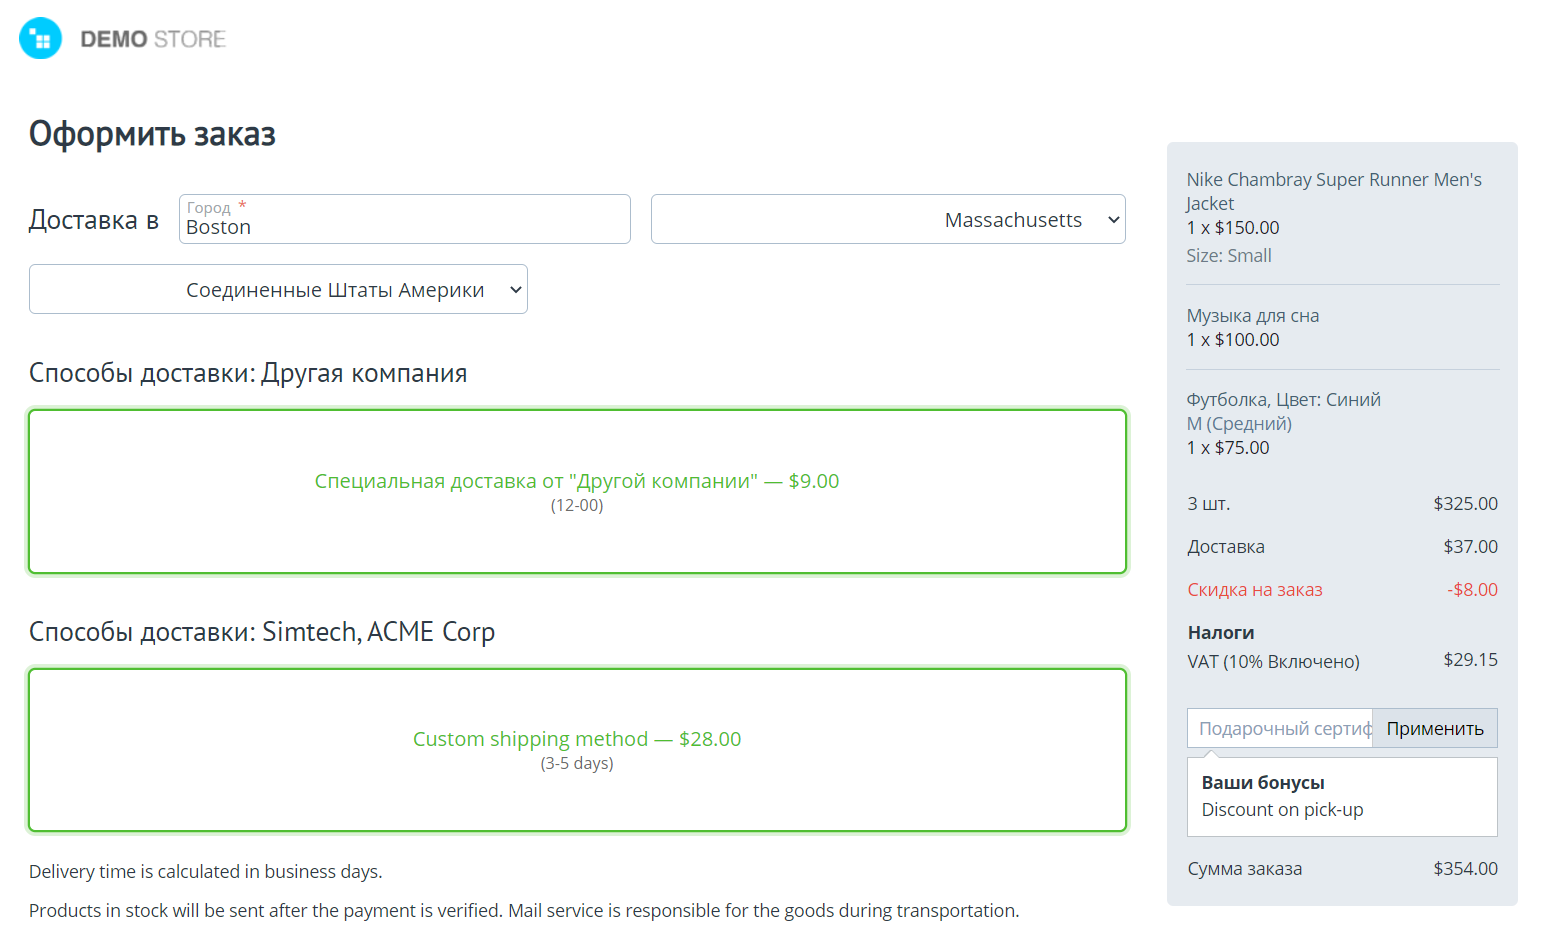 DEMO STORE
Оформить заказ
Доставка в
Город *
Boston
Massachusetts
Соединенные Штаты Америки
Способы доставки: Другая компания
Специальная доставка от "Другой компании" — $9.00
(12-00)
Способы доставки: Simtech, ACME Corp
Custom shipping method — $28.00
(3-5 days)
Delivery time is calculated in business days.
Products in stock will be sent after the payment is verified. Mail service is responsible for the goods during transportation.
Nike Chambray Super Runner Men's
Jacket
1 x $150.00
Size: Small
Музыка для сна
1 x $100.00
Футболка, Цвет: Синий
M (Средний)
1 x $75.00
3 шт. $325.00
Доставка $37.00
Скидка на заказ -$8.00
Налоги
VAT (10% Включено) $29.15
Подарочный сертиф Применить
Ваши бонусы
Discount on pick-up
Сумма заказа $354.00